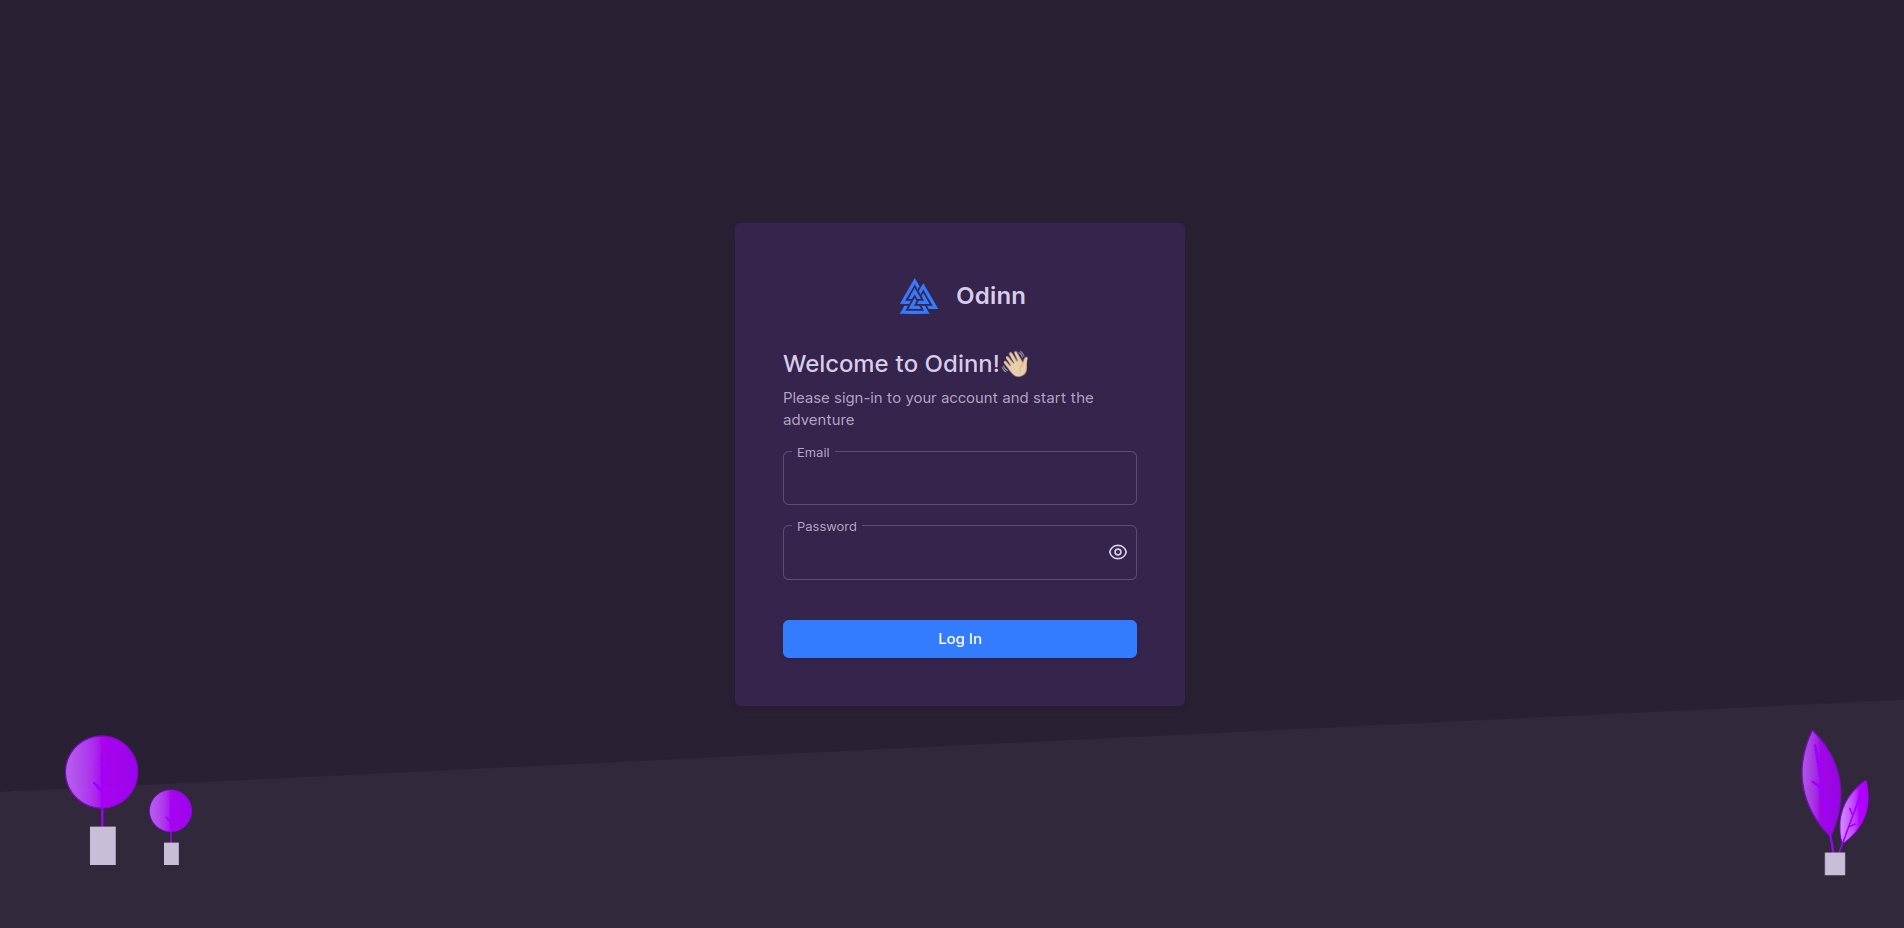 Odinn
Welcome to Odinn!👋🏼
Please sign-in to your account and start the
adventure
Email
Password
Log In